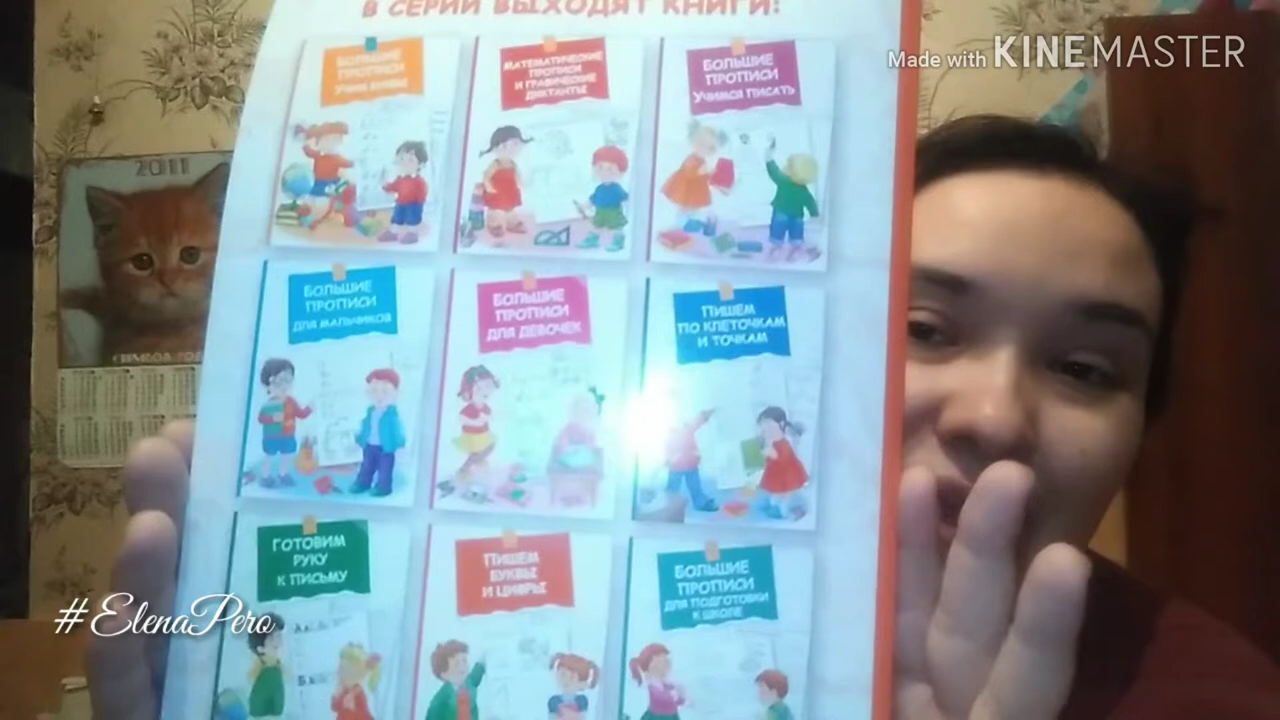 В СЕРИИ ВЫХОДЯТ КНИГИ:
Made with KINEMASTER
БОЛЬШИЕ
ПРОПИСИ
УЧИМ БУКВЫ
МАТЕМАТИЧЕСКИЕ
ПРОПИСИ
И ГРАФИЧЕСКИЕ
ДИКТАНТЫ
БОЛЬШИЕ
ПРОПИСИ
УЧИМСЯ ПИСАТЬ
2011
СИМВОЛ ГОДА
БОЛЬШИЕ
ПРОПИСИ
ДЛЯ МАЛЬЧИКОВ
БОЛЬШИЕ
ПРОПИСИ
ДЛЯ ДЕВОЧЕК
ПИШЕМ
ПО КЛЕТОЧКАМ
И ТОЧКАМ
ГОТОВИМ
РУКУ
К ПИСЬМУ
ПИШЕМ
БУКВЫ
И ЦИФРЫ
БОЛЬШИЕ
ПРОПИСИ
ДЛЯ ПОДГОТОВКИ
К ШКОЛЕ
#ElenaPero